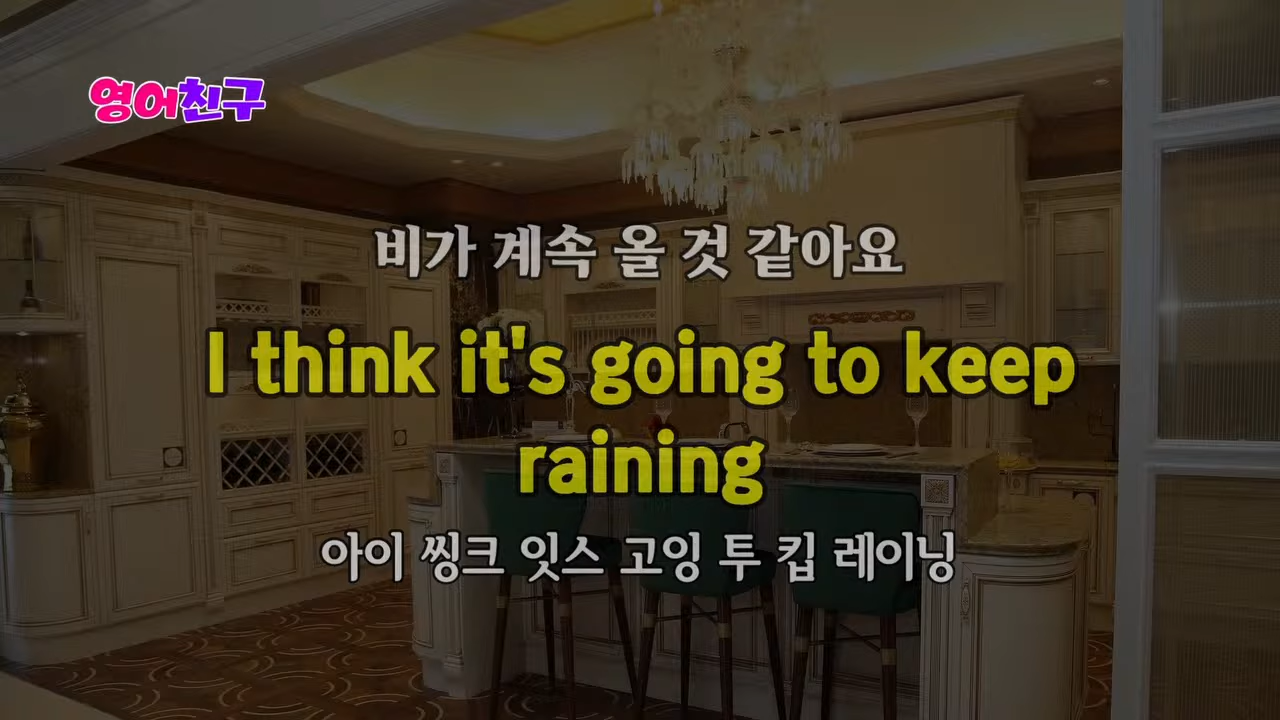 영어친구
비가 계속 올 것 같아요
I think it's going to keep
raining
아이 씽크 잇스 고잉 투 킵 레이닝